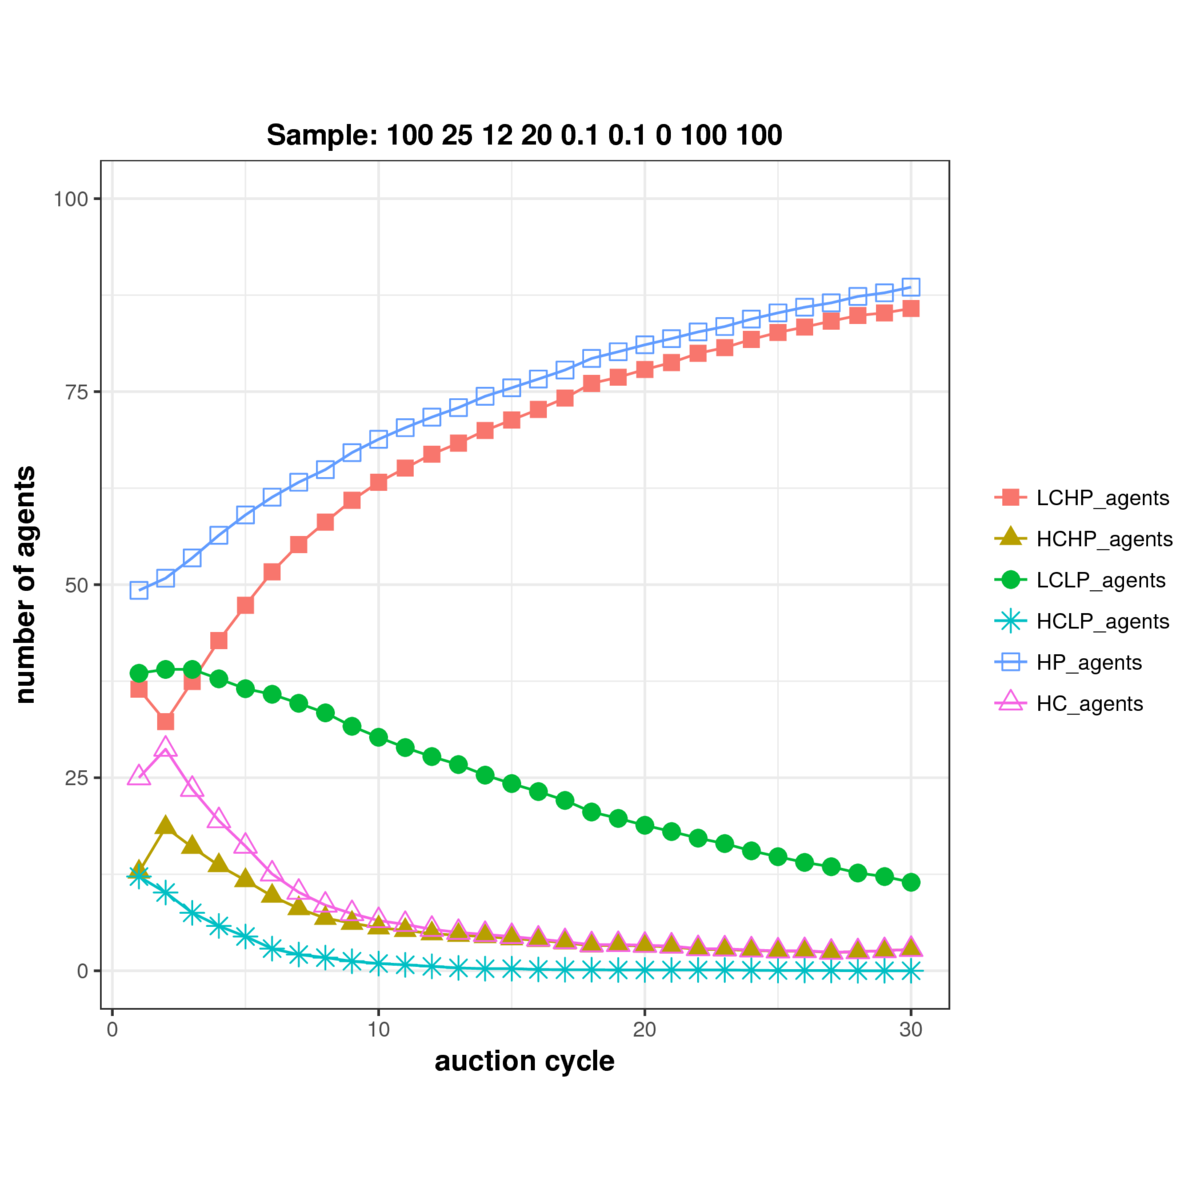 Sample: 100 25 12 20 0.1 0.1 0 100 100
number of agents
100
75
50
25
0
0 10 20 30
auction cycle
LCHP_agents
HCHP_agents
LCLP_agents
HCLP_agents
HP_agents
HC_agents